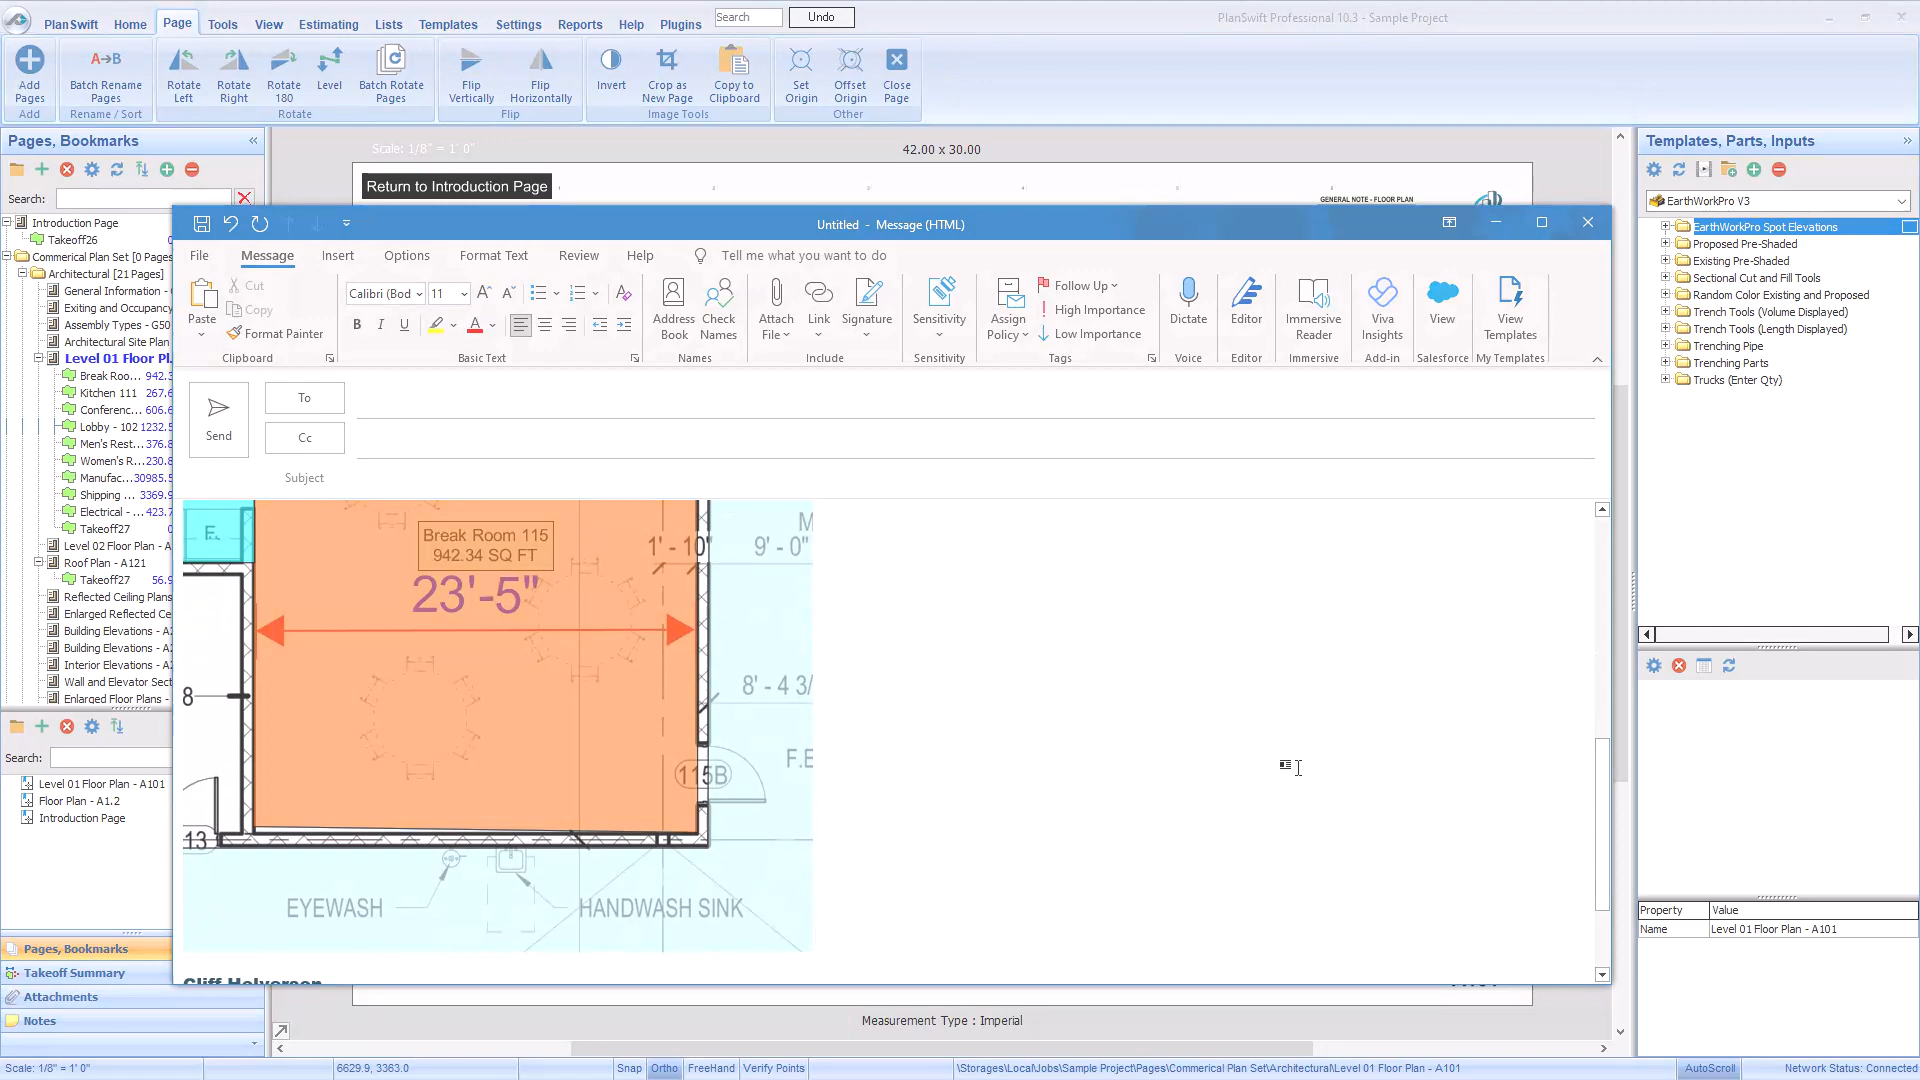 PlanSwift Home Page Tools View Estimating Lists Templates Settings Reports Help Plugins Search Undo PlanSwift Professional 10.3 - Sample Project
Add Pages
Batch Rename Pages
Rotate Left
Rotate Right
Rotate 180
Level
Batch Rotate Pages
Flip Vertically
Flip Horizontally
Invert
Crop as New Page
Copy to Clipboard
Set Origin
Offset Origin
Close Page
Add Rename / Sort Rotate Flip Image Tools Other
Pages, Bookmarks
Search:
Introduction Page
Takeoff26 0
Commerical Plan Set [0 Pages
Architectural [21 Pages]
General Information -
Exiting and Occupancy
Assembly Types - G50
Architectural Site Plan
Level 01 Floor Pl.
Break Roo... 942.3
Kitchen 111 267.6
Conferenc... 606.6
Lobby - 102 1232.5
Men's Rest... 376.8
Women's R... 230.8
Manufac... 30985.5
Shipping ... 3369.9
Electrical - ... 423.7
Takeoff27 0
Level 02 Floor Plan - A
Roof Plan - A121
Takeoff27 56.9
Reflected Ceiling Plans
Enlarged Reflected Ce
Building Elevations - A2
Building Elevations - A2
Interior Elevations - A2
Wall and Elevator Sect
Enlarged Floor Plans -
Search:
Level 01 Floor Plan - A101
Floor Plan - A1.2
Introduction Page
Pages, Bookmarks
Takeoff Summary
Attachments
Notes
Scale: 1/8" = 1' 0"
42.00 x 30.00
Return to Introduction Page
GENERAL NOTE - FLOOR PLAN
Untitled - Message (HTML)
File Message Insert Options Format Text Review Help Tell me what you want to do
Paste
Cut
Copy
Format Painter
Clipboard
Calibri (Bod 11
B I U A
Basic Text
Address Book
Check Names
Names
Attach File
Link
Signature
Include
Sensitivity
Sensitivity
Assign Policy
Follow Up
High Importance
Low Importance
Tags
Dictate
Voice
Editor
Editor
Immersive Reader
Immersive
Viva Insights
Add-in
View
Salesforce
View Templates
My Templates
Send
To
Cc
Subject
F.
Break Room 115
942.34 SQ FT
23'-5"
1' - 10"
9' - 0"
M
8
8' - 4 3/
F.E
115B
13
EYEWASH
HANDWASH SINK
Cliff Holverson
Measurement Type : Imperial
Templates, Parts, Inputs
EarthWorkPro V3
EarthWorkPro Spot Elevations
Proposed Pre-Shaded
Existing Pre-Shaded
Sectional Cut and Fill Tools
Random Color Existing and Proposed
Trench Tools (Volume Displayed)
Trench Tools (Length Displayed)
Trenching Pipe
Trenching Parts
Trucks (Enter Qty)
Property Value
Name Level 01 Floor Plan - A101
Scale: 1/8" = 1' 0" 6629.9, 3363.0 Snap Ortho FreeHand Verify Points \Storages\Local\Jobs\Sample Project\Pages\Commerical Plan Set\Architectural\Level 01 Floor Plan - A101 AutoScroll Network Status: Connected